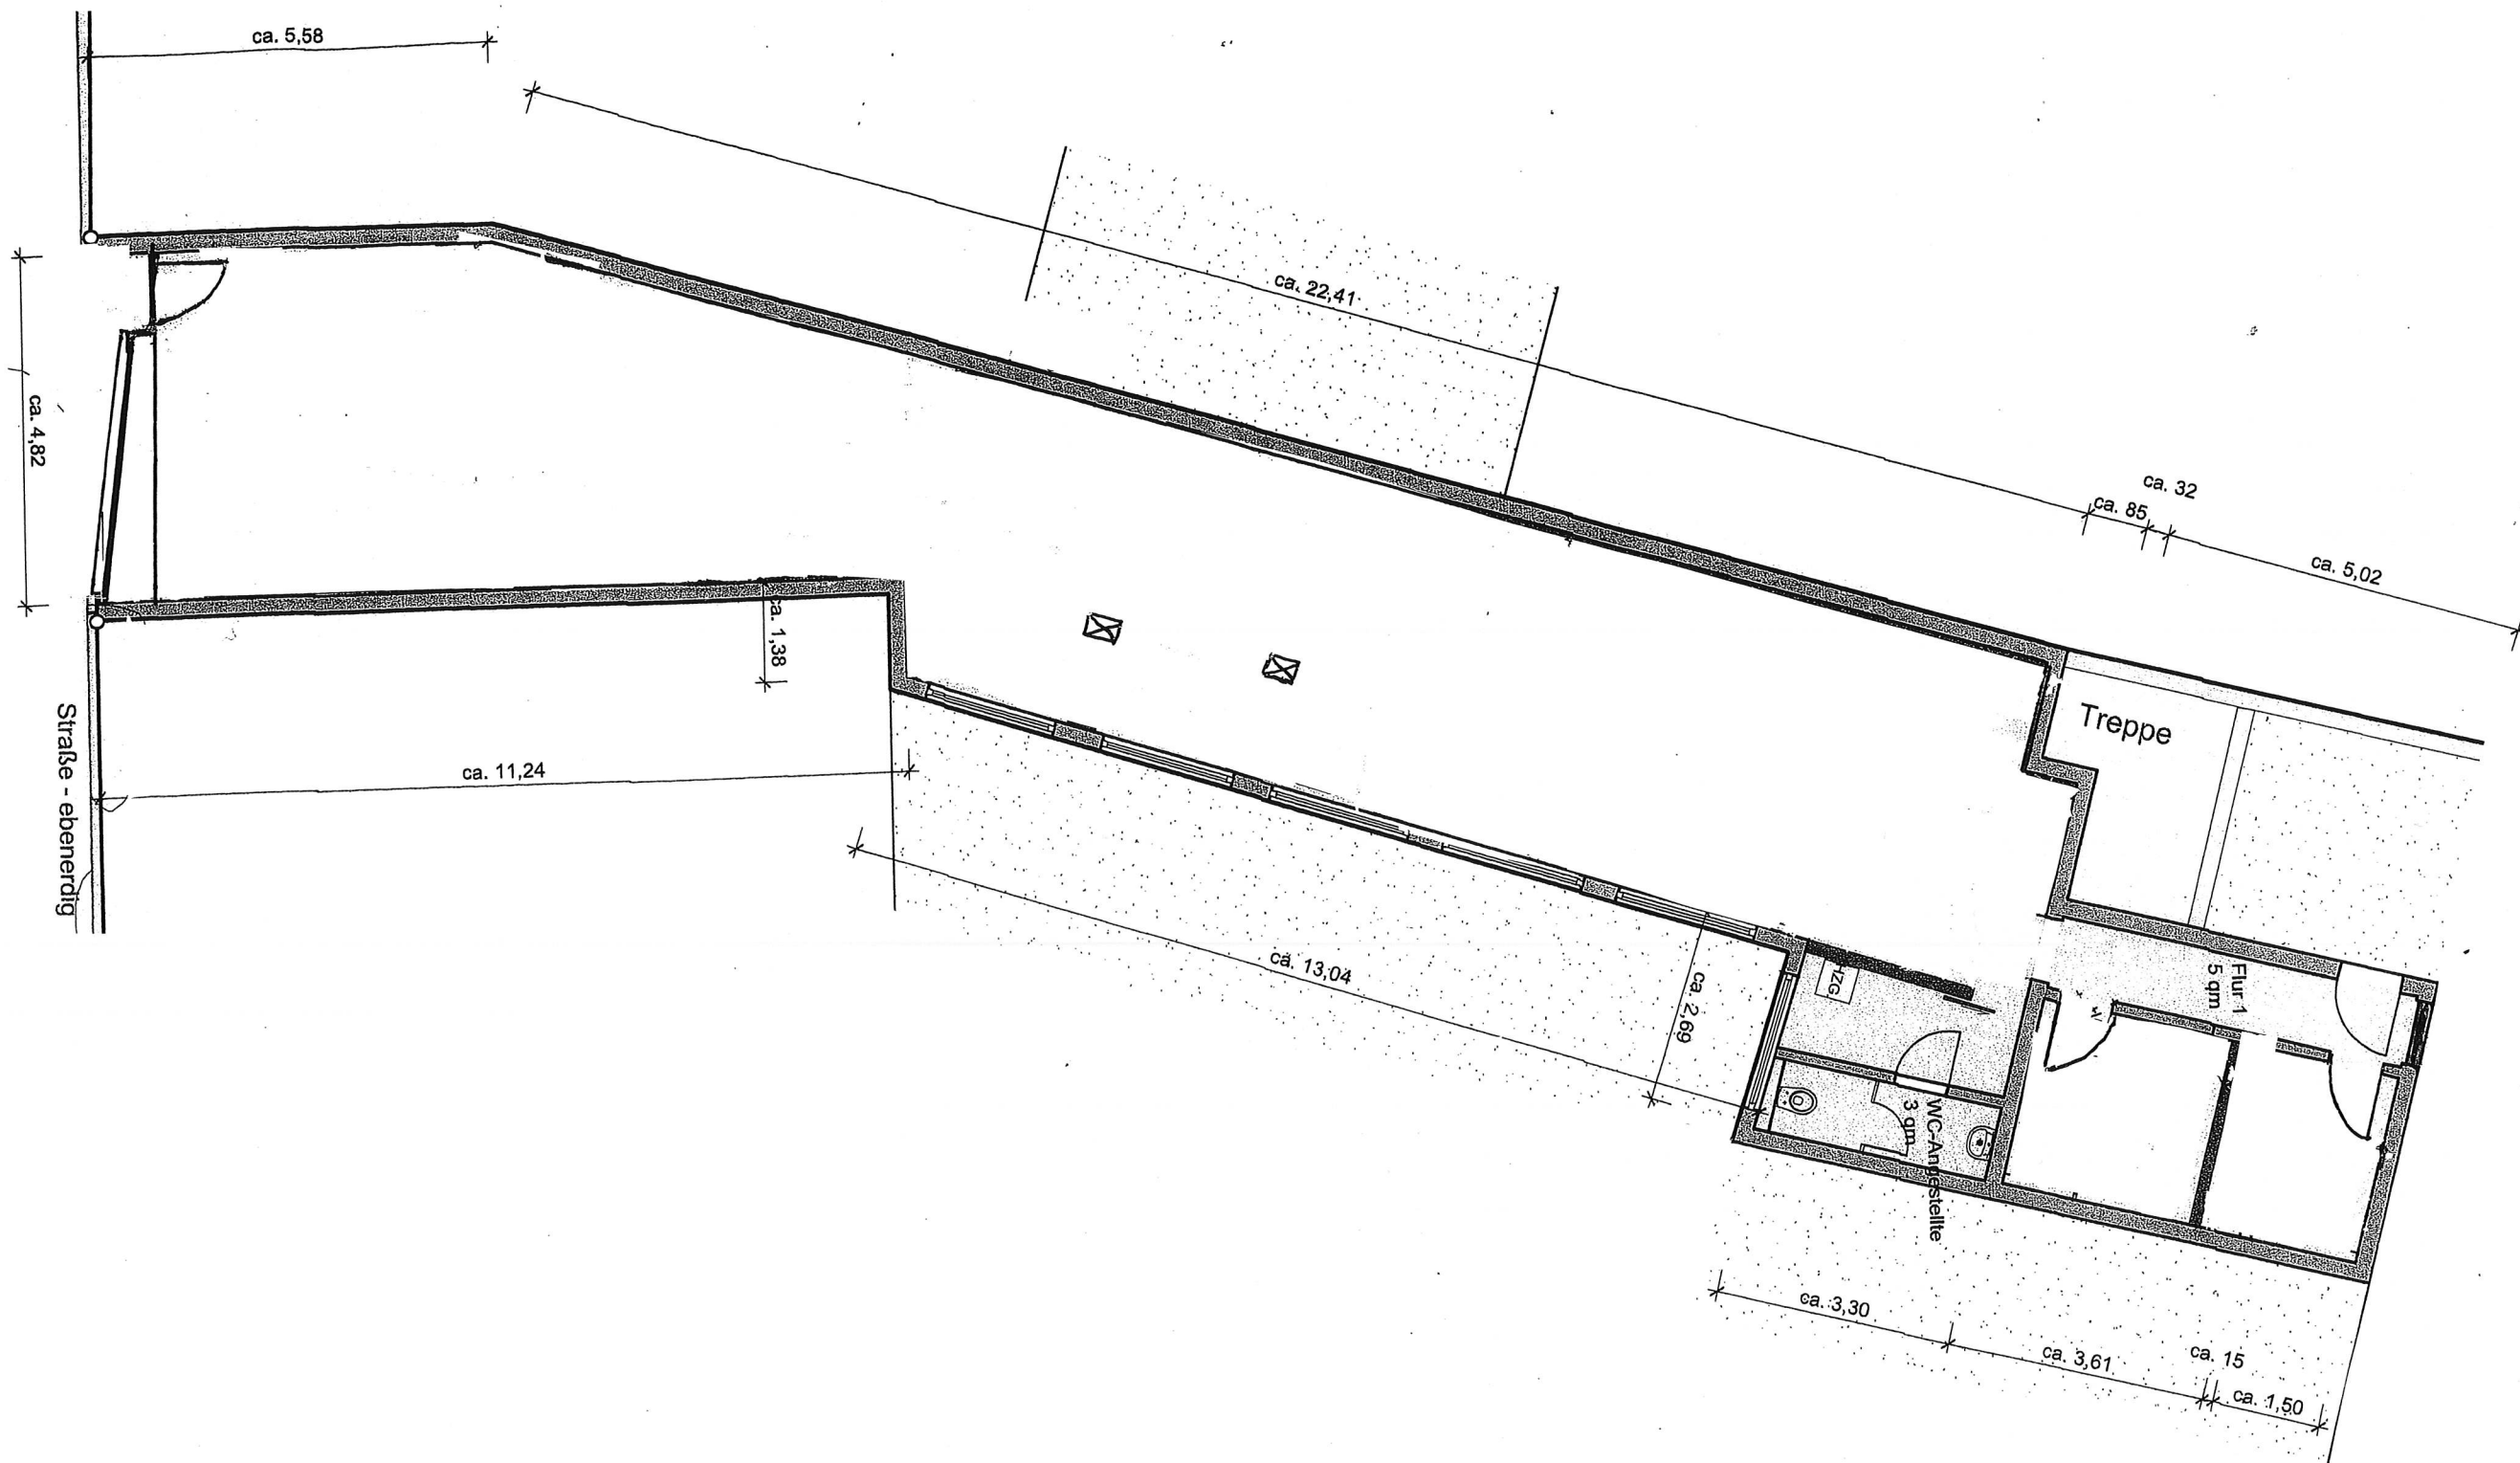 ca. 5,58
ca. 22,41
ca. 32
ca. 85
ca. 5,02
ca. 4,82
ca. 1,38
Treppe
Straße - ebenerdig
ca. 11,24
ca. 13,04
ca. 2,69
HZG
Flur 1
5 qm
WC-Angestellte
3 qm
ca. 3,30
ca. 3,61
ca. 15
ca. 1,50